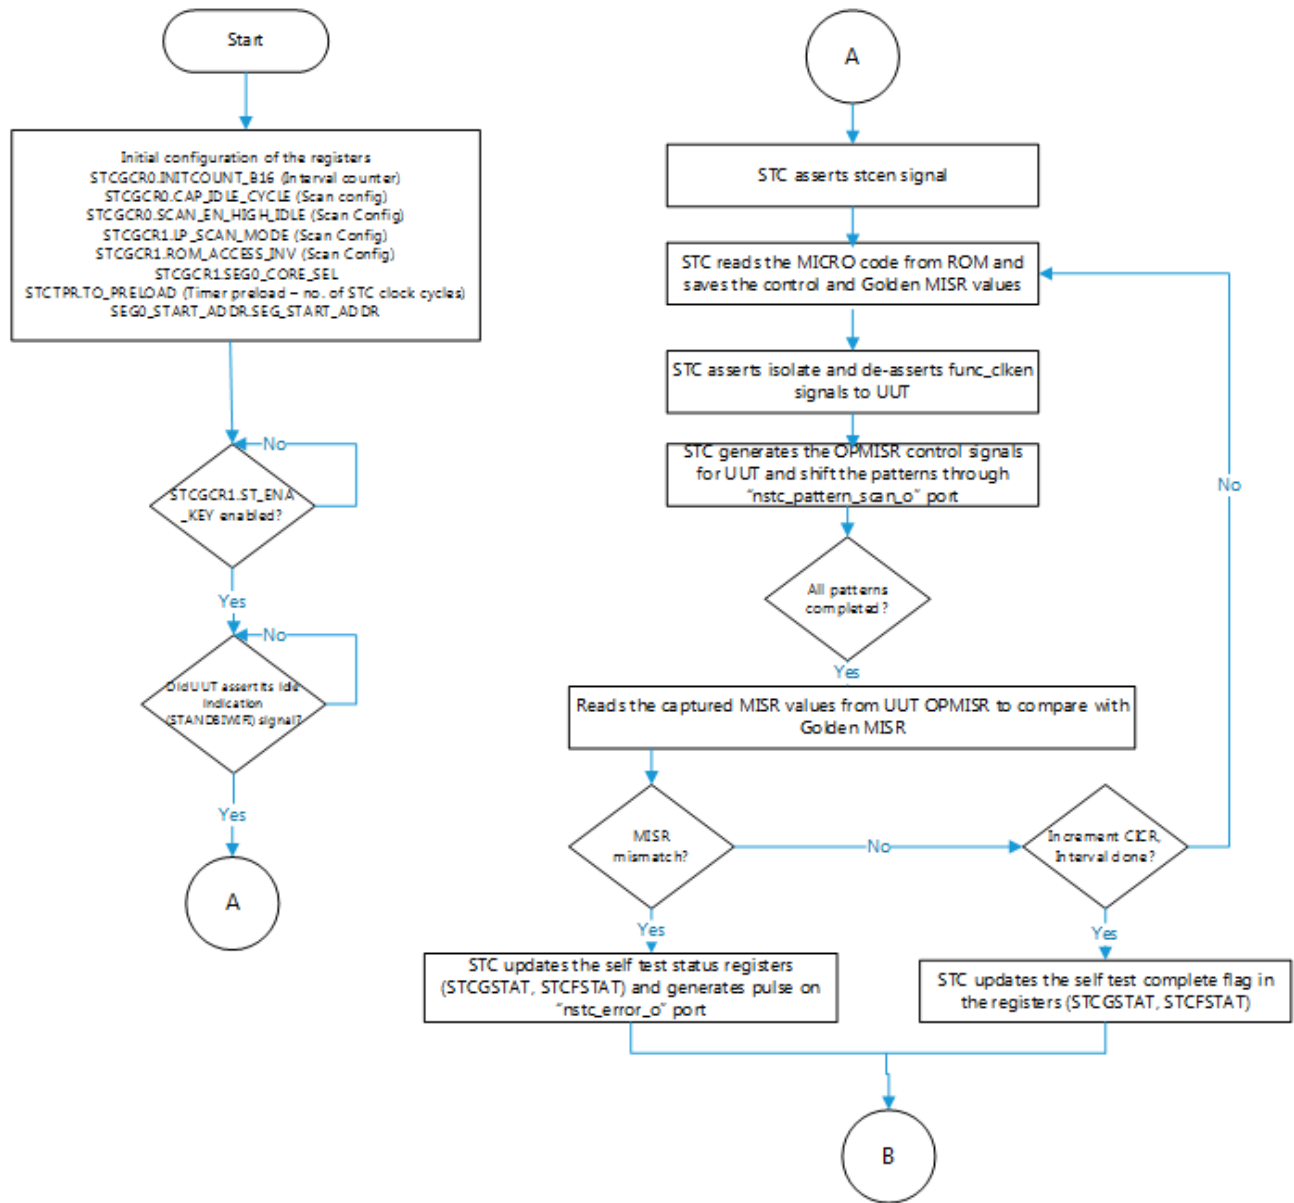 Start
Initial configuration of the registers
STCGCR0.INITCOUNT_B16 (Interval counter)
STCGCR0.CAP_IDLE_CYCLE (Scan config)
STCGCR0.SCAN_EN_HIGH_IDLE (Scan Config)
STCGCR1.LP_SCAN_MODE (Scan Config)
STCGCR1.ROM_ACCESS_INV (Scan Config)
STCGCR1.SEG0_CORE_SEL
STCTPR.TO_PRELOAD (Timer preload – no. of STC clock cycles)
SEG0_START_ADDR.SEG_START_ADDR
No
STCGCR1.ST_ENA
_KEY enabled?
Yes
No
Did UUT assert its Idle
Indication
(STANDBIWIR) signal?
Yes
A
A
STC asserts stcen signal
STC reads the MICRO code from ROM and
saves the control and Golden MISR values
STC asserts isolate and de-asserts func_clken
signals to UUT
STC generates the OPMISR control signals
for UUT and shift the patterns through
“nstc_pattern_scan_o” port
No
All patterns
completed?
Yes
Reads the captured MISR values from UUT OPMISR to compare with
Golden MISR
MISR
mismatch?
No
Increment CICR,
Interval done?
Yes
Yes
STC updates the self test status registers
(STCGSTAT, STCFSTAT) and generates pulse on
“nstc_error_o” port
STC updates the self test complete flag in
the registers (STCGSTAT, STCFSTAT)
B